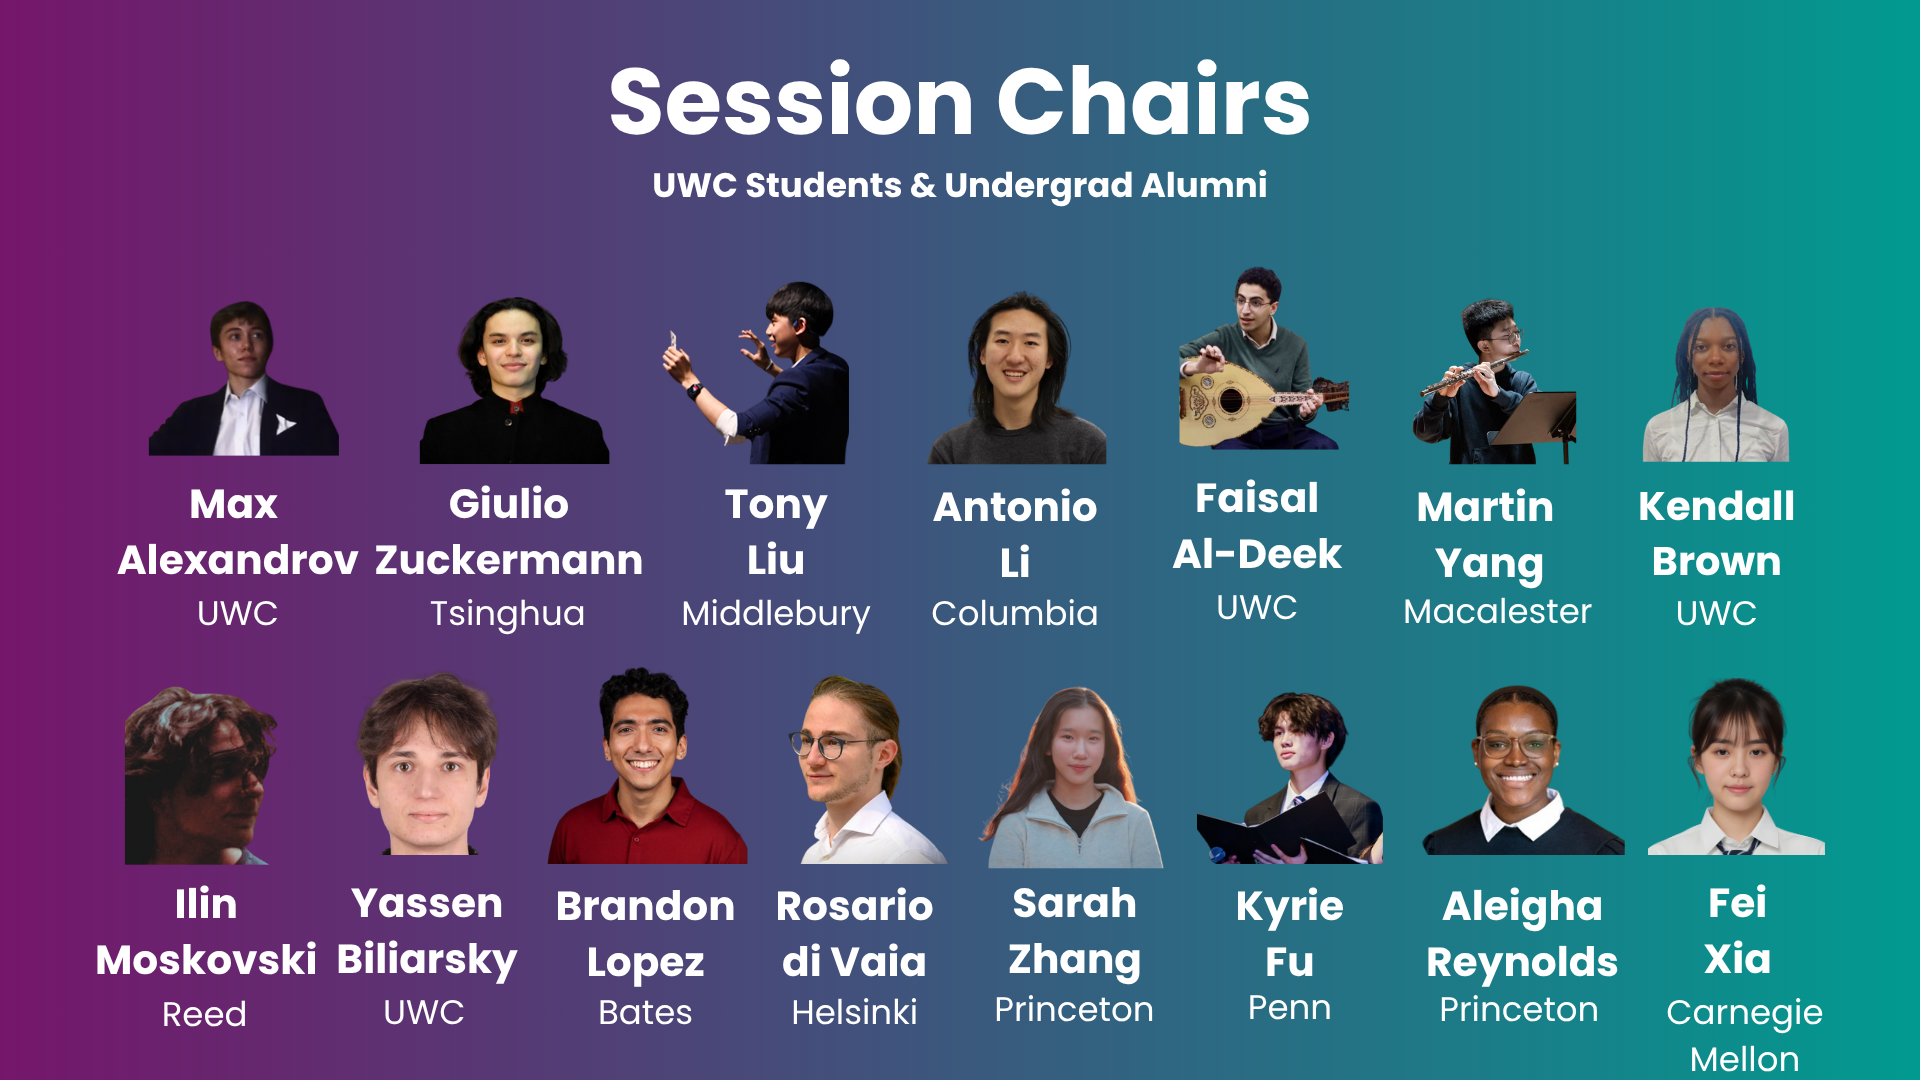 Session Chairs
UWC Students & Undergrad Alumni
Max
Alexandrov
UWC
Giulio
Zuckermann
Tsinghua
Tony
Liu
Middlebury
Antonio
Li
Columbia
Faisal
Al-Deek
UWC
Martin
Yang
Macalester
Kendall
Brown
UWC
Ilin
Moskovski
Reed
Yassen
Biliarsky
UWC
Brandon
Lopez
Bates
Rosario
di Vaia
Helsinki
Sarah
Zhang
Princeton
Kyrie
Fu
Penn
Aleigha
Reynolds
Princeton
Fei
Xia
Carnegie
Mellon